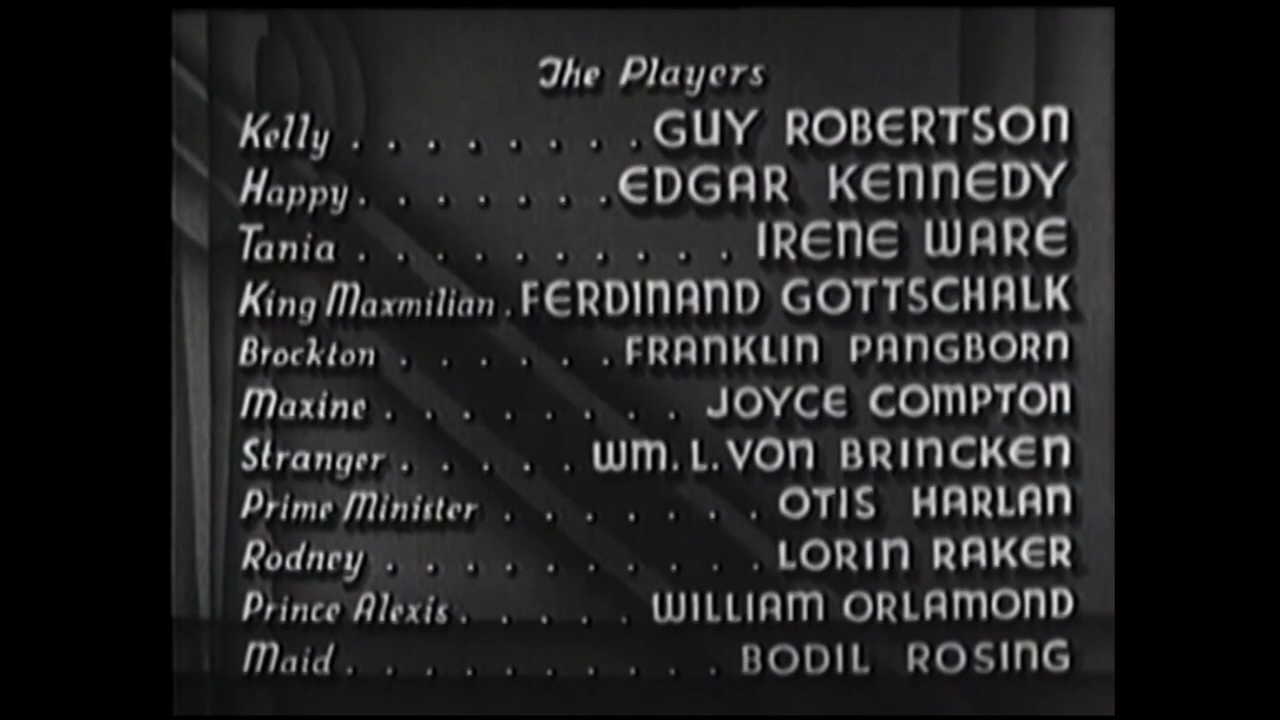 The Players
Kelly . . . . . . . . GUY ROBERTSON
Happy . . . . . . . EDGAR KENNEDY
Tania . . . . . . . . . . IRENE WARE
King Maxmilian . FERDINAND GOTTSCHALK
Brockton . . . . . . FRANKLIN PANGBORN
Maxine . . . . . . . . JOYCE COMPTON
Stranger . . . . . WM. L. VON BRINCKEN
Prime Minister . . . . . . . OTIS HARLAN
Rodney . . . . . . . . . . LORIN RAKER
Prince Alexis . . . . . WILLIAM ORLAMOND
Maid . . . . . . . . . . BODIL ROSING